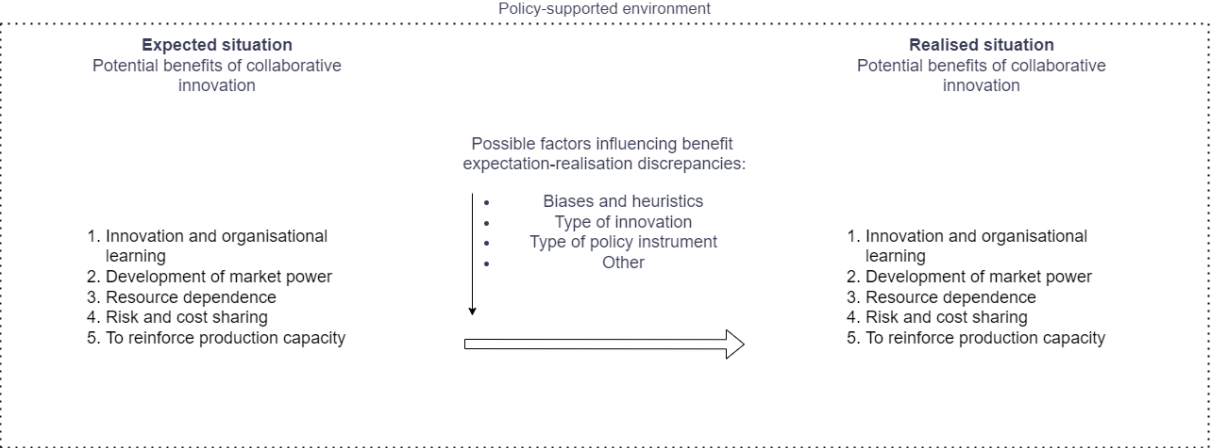 Policy-supported environment
Expected situation
Potential benefits of collaborative
innovation
1. Innovation and organisational
learning
2. Development of market power
3. Resource dependence
4. Risk and cost sharing
5. To reinforce production capacity
Possible factors influencing benefit
expectation-realisation discrepancies:
• Biases and heuristics
• Type of innovation
• Type of policy instrument
• Other
Realised situation
Potential benefits of collaborative
innovation
1. Innovation and organisational
learning
2. Development of market power
3. Resource dependence
4. Risk and cost sharing
5. To reinforce production capacity